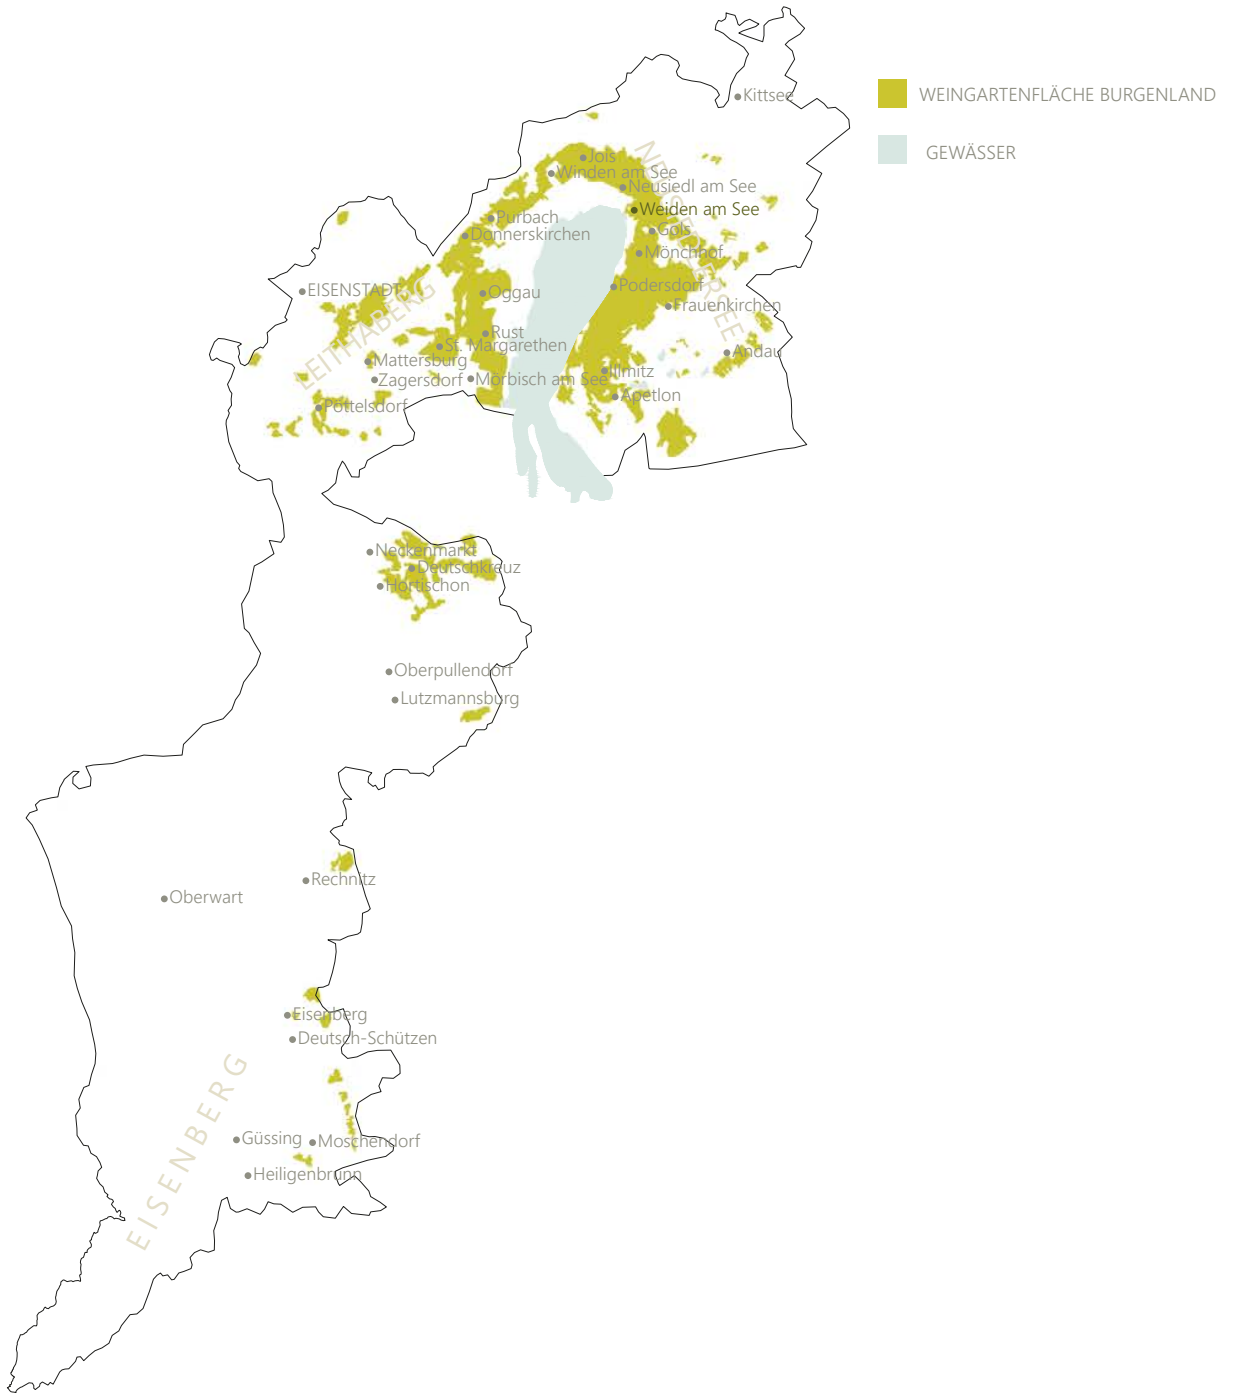 Kittsee
WEINGARTENFLÄCHE BURGENLAND
GEWÄSSER
Jois
Winden am See
Neusiedl am See
NEUSIEDLERSEE
Weiden am See
Purbach
Gols
Donnerskirchen
Mönchhof
EISENSTADT
Podersdorf
Oggau
Frauenkirchen
LEITHABERG
Rust
St. Margarethen
Andau
Mattersburg
Illmitz
Zagersdorf
Mörbisch am See
Apetlon
Pöttelsdorf
Neckenmarkt
Deutschkreuz
Hortischon
Oberpullendorf
Lutzmannsburg
Rechnitz
Oberwart
Eisenberg
Deutsch-Schützen
EISENBERG
Güssing
Moschendorf
Heiligenbrunn